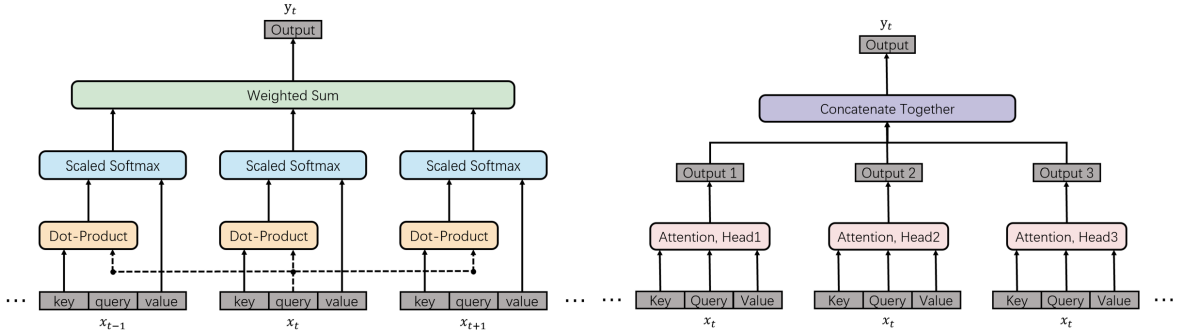 y_t
Output
Weighted Sum
Scaled Softmax Scaled Softmax Scaled Softmax
Dot-Product Dot-Product Dot-Product
... key query value key query value key query value ...
x_{t-1} x_t x_{t+1}
y_t
Output
Concatenate Together
Output 1 Output 2 Output 3
Attention, Head1 Attention, Head2 Attention, Head3
... Key Query Value Key Query Value Key Query Value ...
x_t x_t x_t